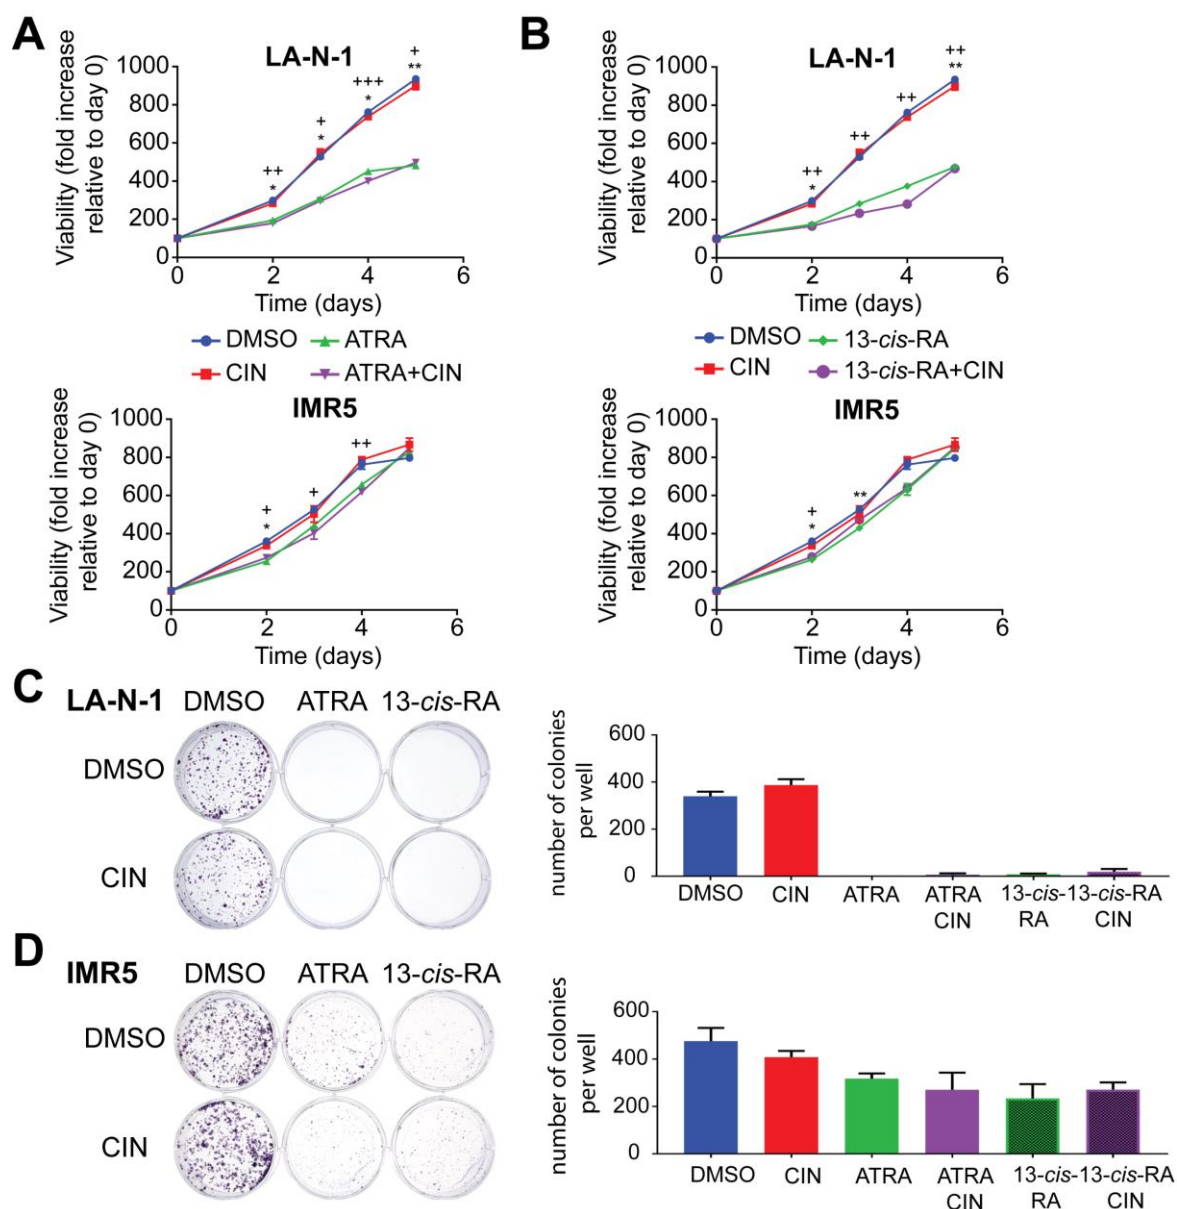 A
LA-N-1
Viability (fold increase
relative to day 0)
1000
800
600
400
200
0
++
*
+
*
+++
*
+
**
0
2
4
6
Time (days)
DMSO
ATRA
CIN
ATRA+CIN
IMR5
Viability (fold increase
relative to day 0)
1000
800
600
400
200
0
+
*
+
++
0
2
4
6
Time (days)
B
LA-N-1
Viability (fold increase
relative to day 0)
1000
800
600
400
200
0
++
*
++
++
++
**
0
2
4
6
Time (days)
DMSO
13-cis-RA
CIN
13-cis-RA+CIN
IMR5
Viability (fold increase
relative to day 0)
1000
800
600
400
200
0
+
*
**
0
2
4
6
Time (days)
C
LA-N-1
DMSO ATRA 13-cis-RA
DMSO
CIN
number of colonies
per well
600
400
200
0
DMSO
CIN
ATRA
ATRA
CIN
13-cis-
RA
13-cis-RA
CIN
D
IMR5
DMSO ATRA 13-cis-RA
DMSO
CIN
number of colonies
per well
600
400
200
0
DMSO
CIN
ATRA
ATRA
CIN
13-cis-
RA
13-cis-RA
CIN